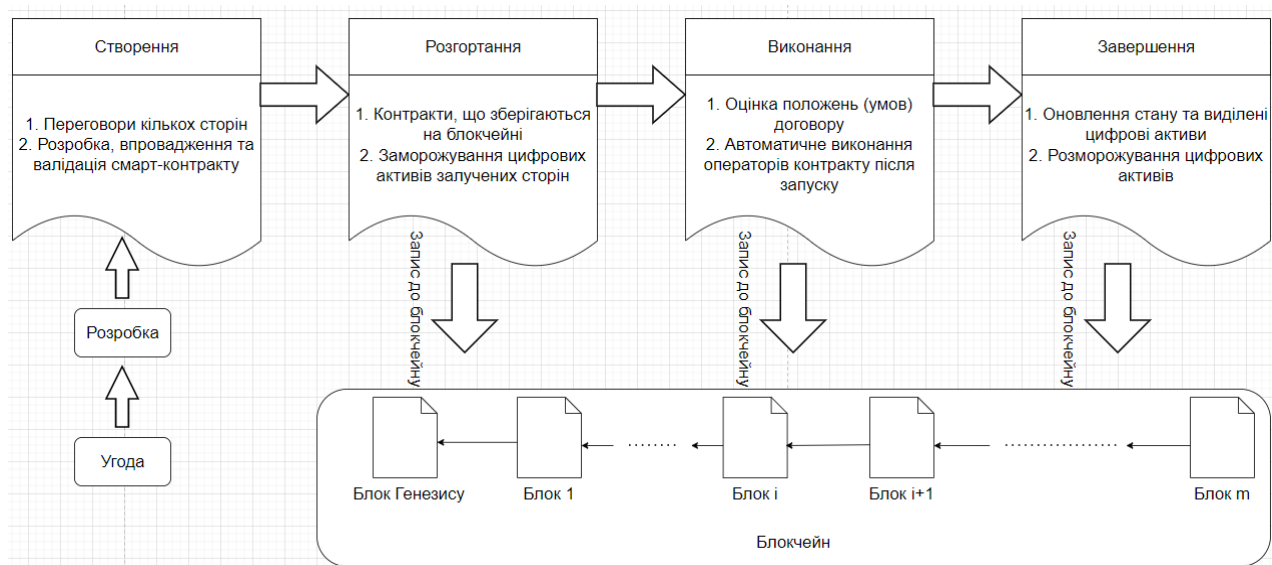 Створення
1. Переговори кількох сторін
2. Розробка, впровадження та
валідація смарт-контракту
Розгортання
1. Контракти, що зберігаються
на блокчейні
2. Заморожування цифрових
активів залучених сторін
Виконання
1. Оцінка положень (умов)
договору
2. Автоматичне виконання
операторів контракту після
запуску
Завершення
1. Оновлення стану та виділені
цифрові активи
2. Розморожування цифрових
активів
Розробка
Угода
Запис до блокчейну
Запис до блокчейну
Запис до блокчейну
Блок Генезису
Блок 1
Блок i
Блок i+1
Блок m
Блокчейн